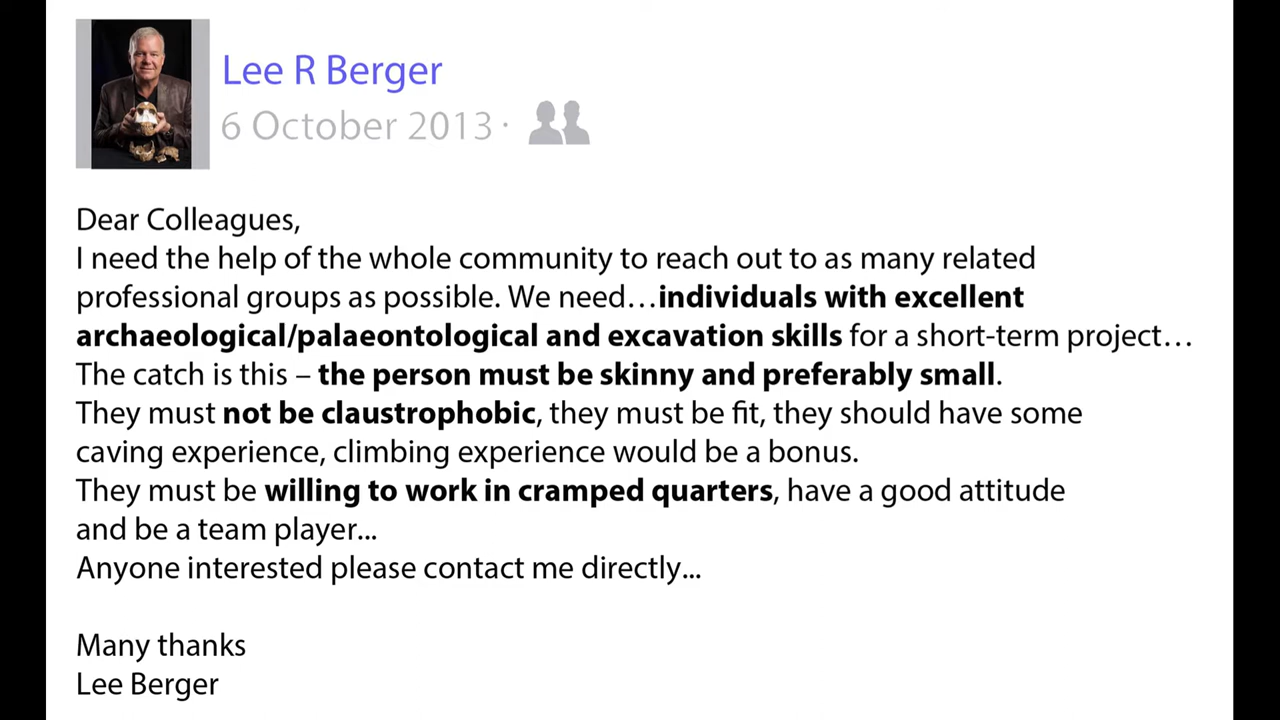 Lee R Berger
6 October 2013 ·
Dear Colleagues,
I need the help of the whole community to reach out to as many related
professional groups as possible. We need…individuals with excellent
archaeological/palaeontological and excavation skills for a short-term project…
The catch is this – the person must be skinny and preferably small.
They must not be claustrophobic, they must be fit, they should have some
caving experience, climbing experience would be a bonus.
They must be willing to work in cramped quarters, have a good attitude
and be a team player...
Anyone interested please contact me directly...
Many thanks
Lee Berger